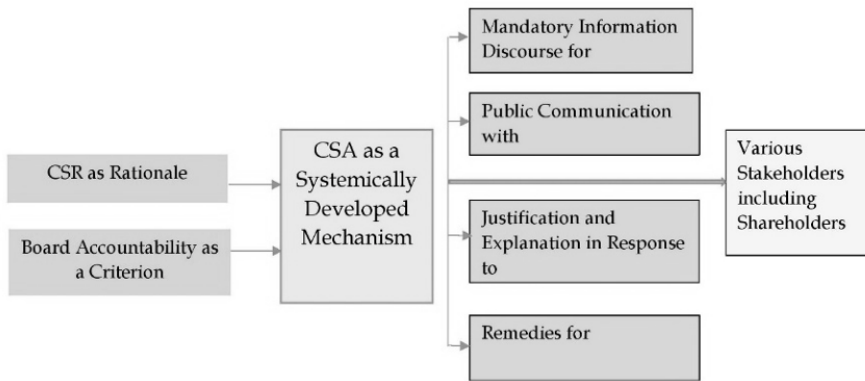 CSR as Rationale
Board Accountability as
a Criterion
CSA as a
Systemically
Developed
Mechanism
Mandatory Information
Discourse for
Public Communication
with
Justification and
Explanation in Response
to
Remedies for
Various
Stakeholders
including
Shareholders